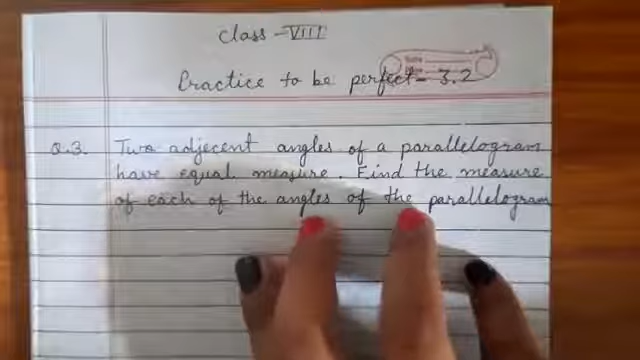 Class - VIII
Practice to be perfect - 3.2
Q.3. Two adjecent angles of a parallelogram
have equal measure. Find the measure
of each of the angles of the parallelogram